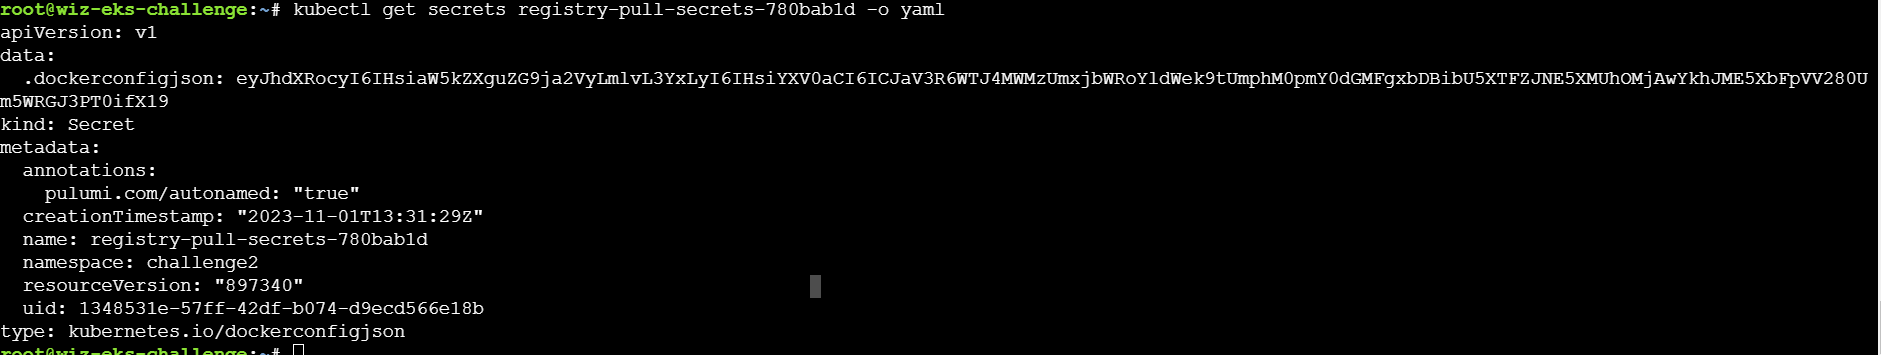 root@wiz-eks-challenge:~# kubectl get secrets registry-pull-secrets-780bab1d -o yaml
apiVersion: v1
data:
  .dockerconfigjson: eyJhdXRocyI6IHsiaW5kZXguZG9ja2VyLmlvL3YxLyI6IHsiYXV0aCI6ICJaV3R6WTJ4MWMzUmxjbWRoYldWek9tUmphM0pmY0dGMFgxbDBibU5XTFZJNE5XMUhOMjAwYkhJME5XbFpVV280U
m5WRGJ3PT0ifX19
kind: Secret
metadata:
  annotations:
    pulumi.com/autonamed: "true"
  creationTimestamp: "2023-11-01T13:31:29Z"
  name: registry-pull-secrets-780bab1d
  namespace: challenge2
  resourceVersion: "897340"
  uid: 1348531e-57ff-42df-b074-d9ecd566e18b
type: kubernetes.io/dockerconfigjson
root@wiz-eks-challenge:~#